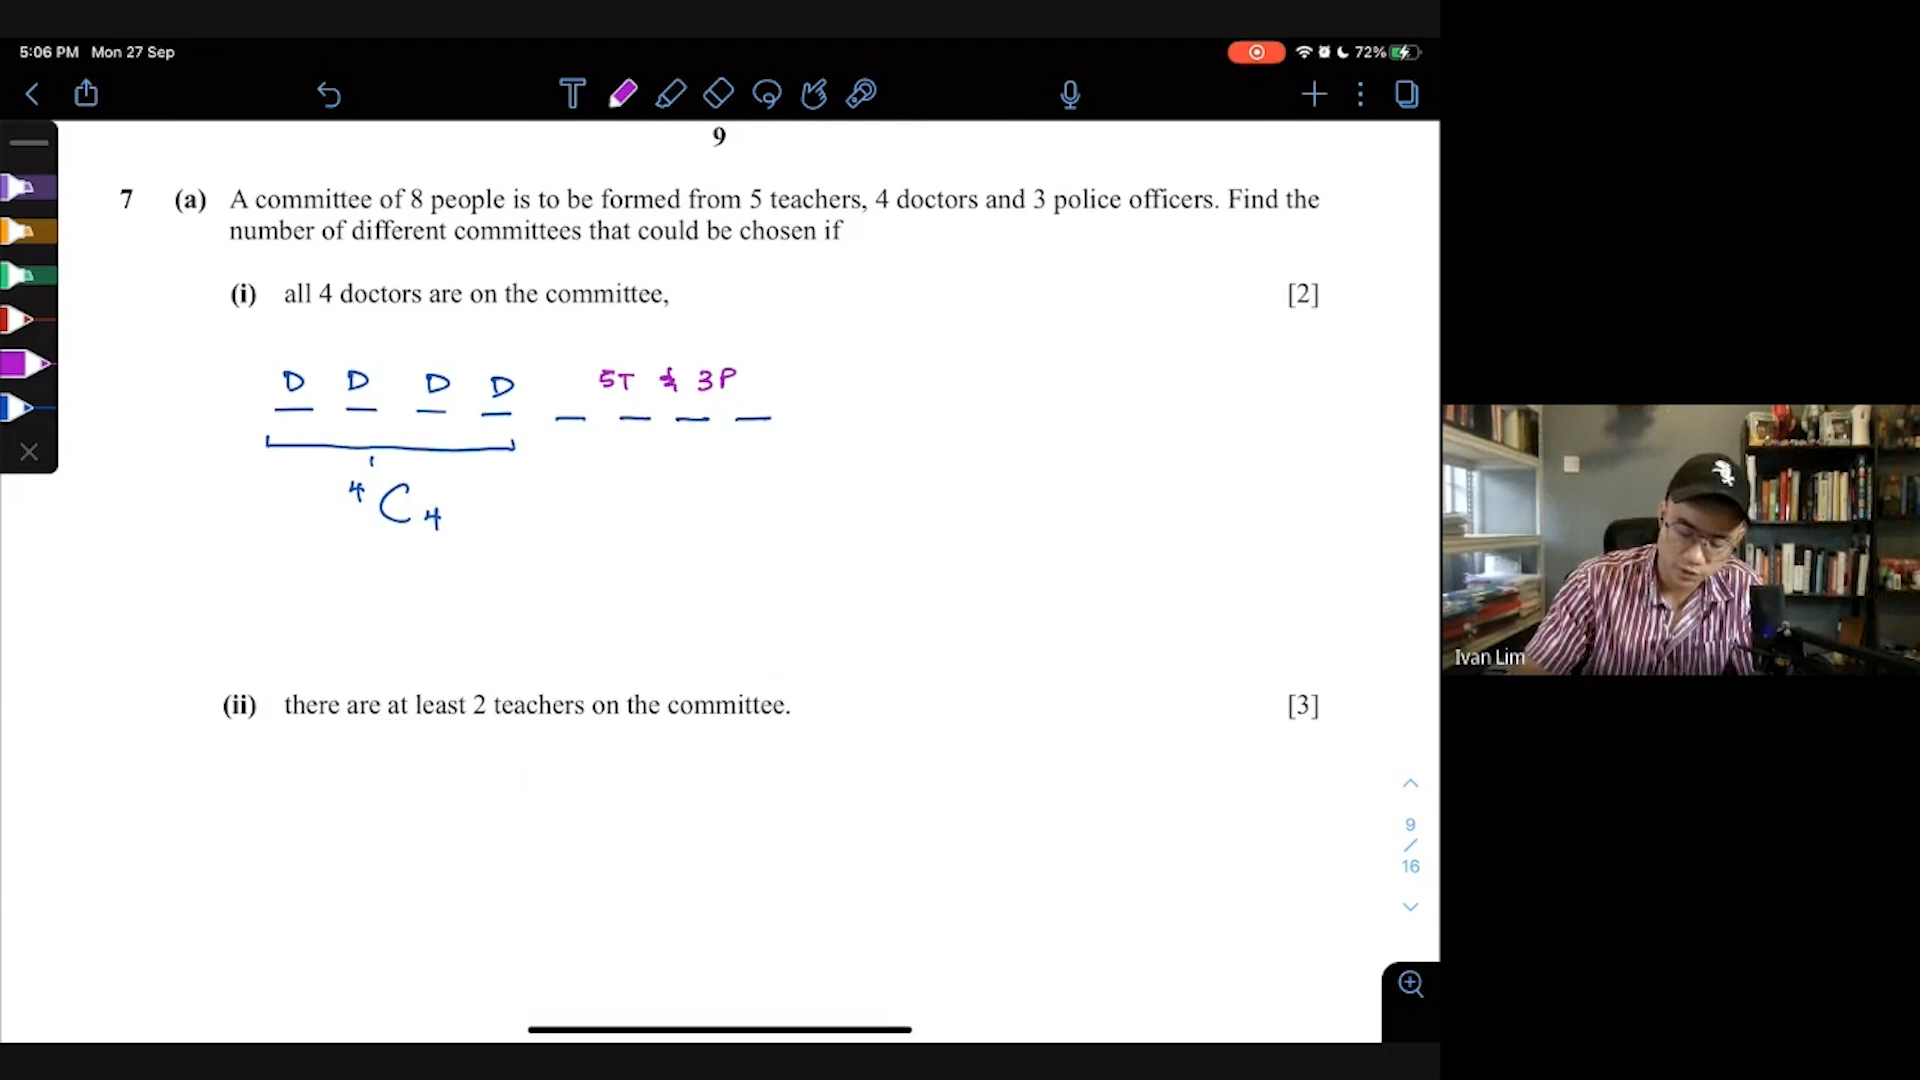 5:06 PM Mon 27 Sep
72%
9
7 (a) A committee of 8 people is to be formed from 5 teachers, 4 doctors and 3 police officers. Find the
number of different committees that could be chosen if
(i) all 4 doctors are on the committee, [2]
D D D D 5T & 3P
⁴C₄
(ii) there are at least 2 teachers on the committee. [3]
9
/
16
Ivan Lim